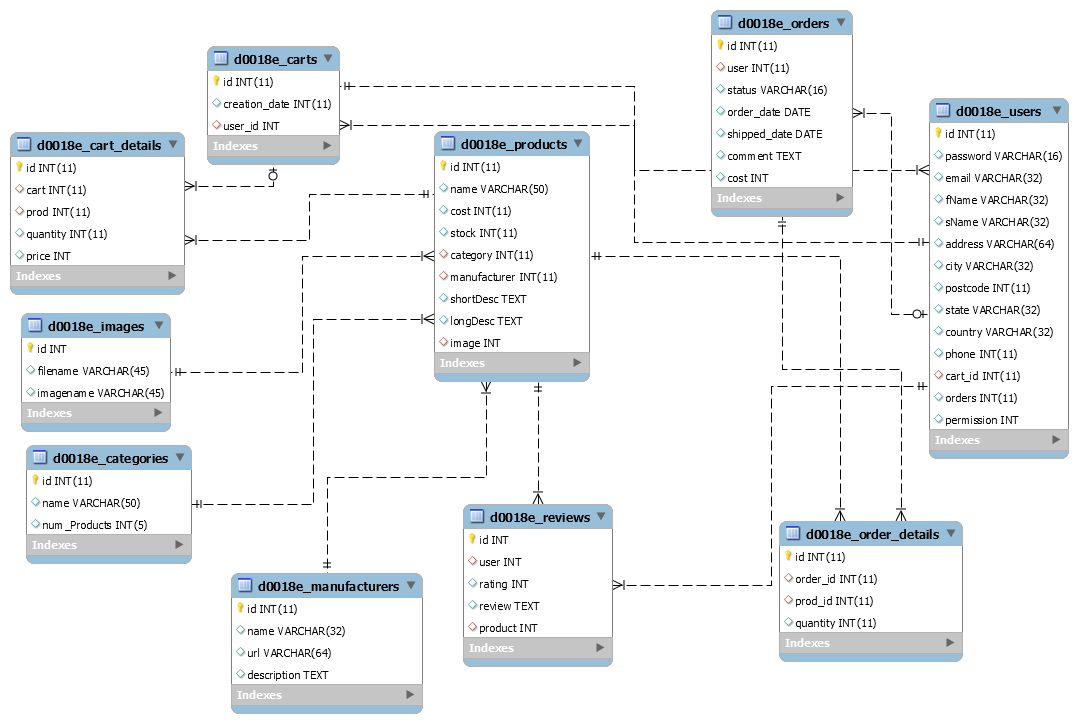 d0018e_orders
id INT(11)
user INT(11)
status VARCHAR(16)
order_date DATE
shipped_date DATE
comment TEXT
cost INT
Indexes
d0018e_carts
id INT(11)
creation_date INT(11)
user_id INT
Indexes
d0018e_users
id INT(11)
password VARCHAR(16)
email VARCHAR(32)
fName VARCHAR(32)
sName VARCHAR(32)
address VARCHAR(64)
city VARCHAR(32)
postcode INT(11)
state VARCHAR(32)
country VARCHAR(32)
phone INT(11)
cart_id INT(11)
orders INT(11)
permission INT
Indexes
d0018e_cart_details
id INT(11)
cart INT(11)
prod INT(11)
quantity INT(11)
price INT
Indexes
d0018e_products
id INT(11)
name VARCHAR(50)
cost INT(11)
stock INT(11)
category INT(11)
manufacturer INT(11)
shortDesc TEXT
longDesc TEXT
image INT
Indexes
d0018e_images
id INT
filename VARCHAR(45)
imagename VARCHAR(45)
Indexes
d0018e_categories
id INT(11)
name VARCHAR(50)
num_Products INT(5)
Indexes
d0018e_reviews
id INT
user INT
rating INT
review TEXT
product INT
Indexes
d0018e_order_details
id INT(11)
order_id INT(11)
prod_id INT(11)
quantity INT(11)
Indexes
d0018e_manufacturers
id INT(11)
name VARCHAR(32)
url VARCHAR(64)
description TEXT
Indexes